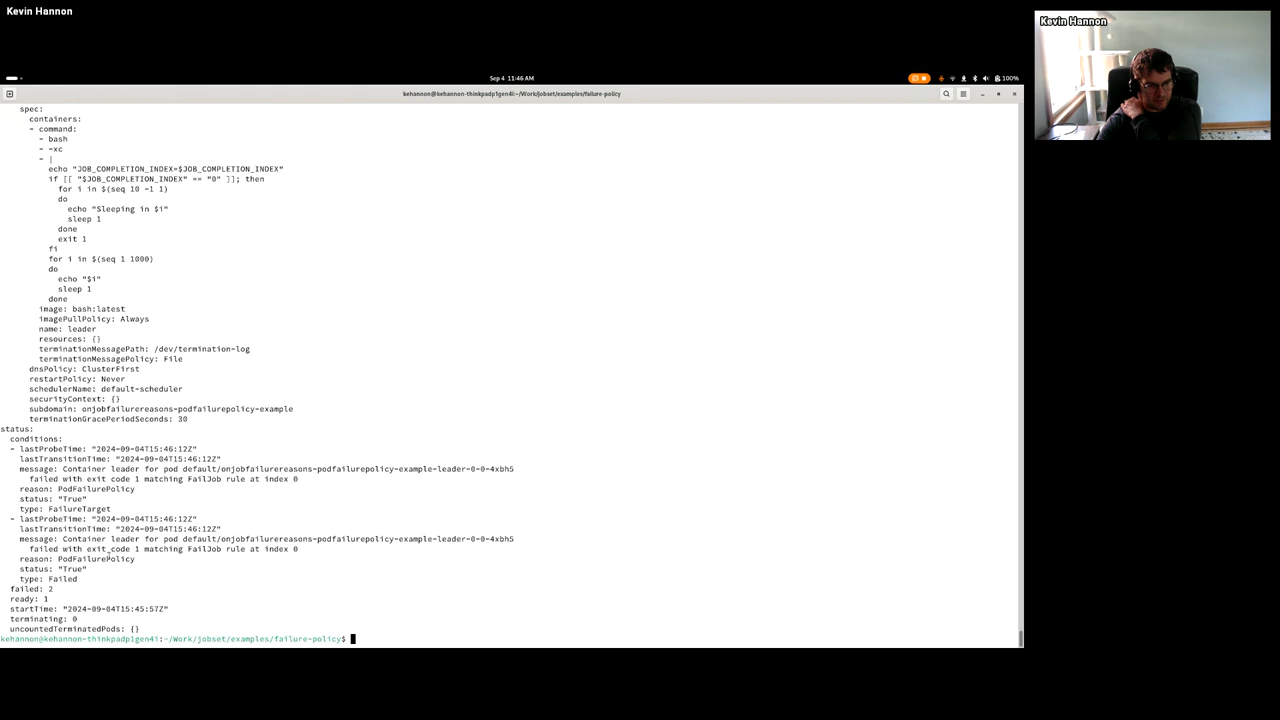 Kevin Hannon
Kevin Hannon
Sep 4 11:46 AM
100%
kehannon@kehannon-thinkpadp1gen4i:~/Work/jobset/examples/failure-policy
spec:
containers:
- command:
- bash
- -xc
- |
echo "JOB_COMPLETION_INDEX=$JOB_COMPLETION_INDEX"
if [[ "$JOB_COMPLETION_INDEX" == "0" ]]; then
for i in $(seq 10 -1 1)
do
echo "Sleeping in $i"
sleep 1
done
exit 1
fi
for i in $(seq 1 1000)
do
echo "$i"
sleep 1
done
image: bash:latest
imagePullPolicy: Always
name: leader
resources: {}
terminationMessagePath: /dev/termination-log
terminationMessagePolicy: File
dnsPolicy: ClusterFirst
restartPolicy: Never
schedulerName: default-scheduler
securityContext: {}
subdomain: onjobfailurereasons-podfailurepolicy-example
terminationGracePeriodSeconds: 30
status:
conditions:
- lastProbeTime: "2024-09-04T15:46:12Z"
lastTransitionTime: "2024-09-04T15:46:12Z"
message: Container leader for pod default/onjobfailurereasons-podfailurepolicy-example-leader-0-0-4xbh5
failed with exit code 1 matching FailJob rule at index 0
reason: PodFailurePolicy
status: "True"
type: FailureTarget
- lastProbeTime: "2024-09-04T15:46:12Z"
lastTransitionTime: "2024-09-04T15:46:12Z"
message: Container leader for pod default/onjobfailurereasons-podfailurepolicy-example-leader-0-0-4xbh5
failed with exit code 1 matching FailJob rule at index 0
reason: PodFailurePolicy
status: "True"
type: Failed
failed: 2
ready: 1
startTime: "2024-09-04T15:45:57Z"
terminating: 0
uncountedTerminatedPods: {}
kehannon@kehannon-thinkpadp1gen4i:~/Work/jobset/examples/failure-policy$